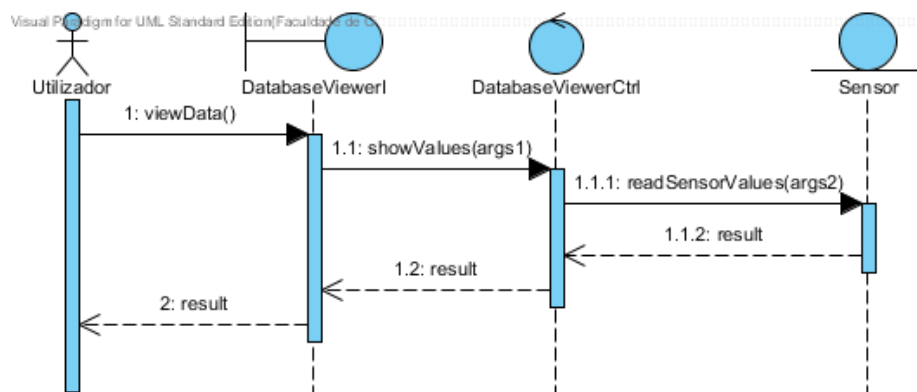 Visual Paradigm for UML Standard Edition(Faculdade de
Utilizador
DatabaseViewerI
DatabaseViewerCtrl
Sensor
1: viewData()
1.1: showValues(args1)
1.1.1: readSensorValues(args2)
1.1.2: result
1.2: result
2: result